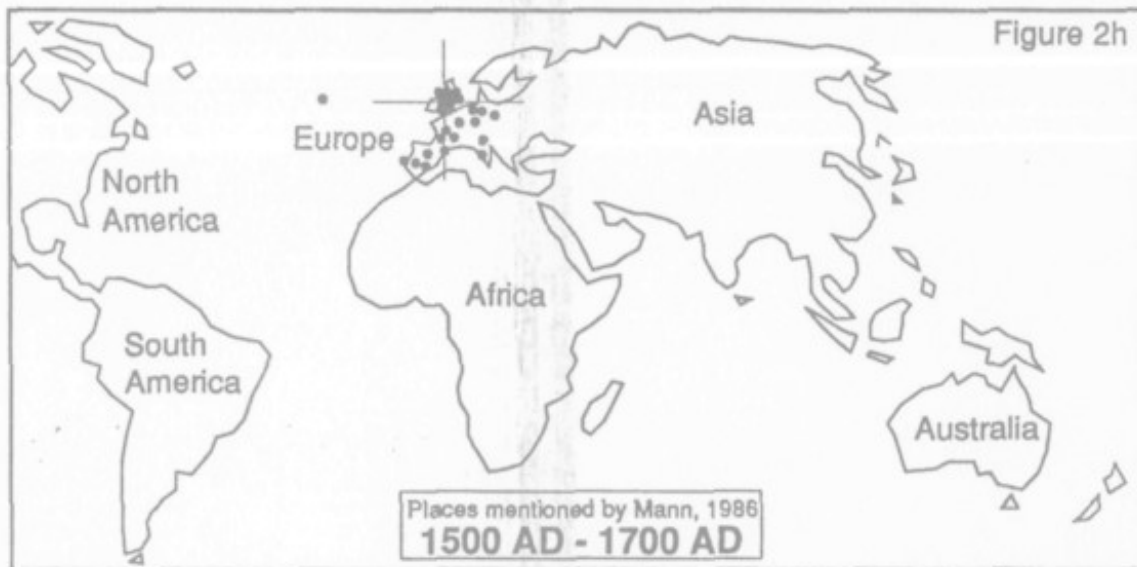 Figure 2h
Asia
Europe
North
America
Africa
South
America
Australia
Places mentioned by Mann, 1986
1500 AD - 1700 AD